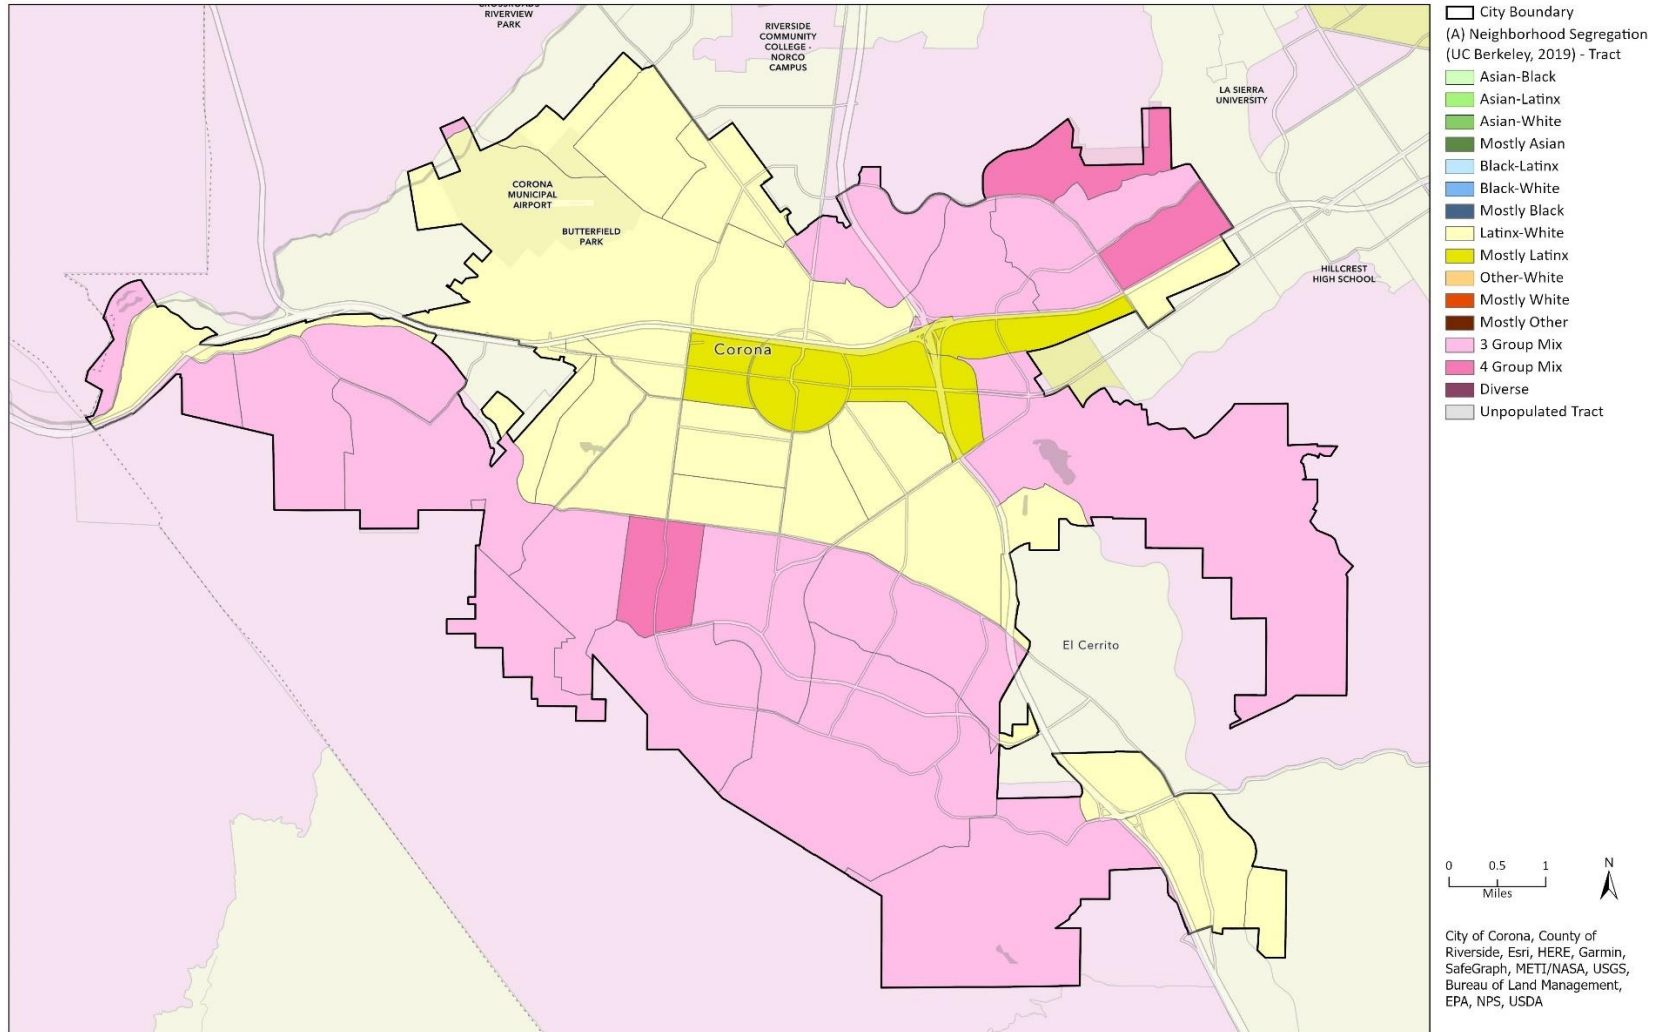 CROSSROADS
RIVERVIEW
PARK
RIVERSIDE
COMMUNITY
COLLEGE -
NORCO
CAMPUS
LA SIERRA
UNIVERSITY
CORONA
MUNICIPAL
AIRPORT
BUTTERFIELD
PARK
HILLCREST
HIGH SCHOOL
Corona
El Cerrito
City Boundary
(A) Neighborhood Segregation
(UC Berkeley, 2019) - Tract
Asian-Black
Asian-Latinx
Asian-White
Mostly Asian
Black-Latinx
Black-White
Mostly Black
Latinx-White
Mostly Latinx
Other-White
Mostly White
Mostly Other
3 Group Mix
4 Group Mix
Diverse
Unpopulated Tract
0 0.5 1
Miles
N
City of Corona, County of
Riverside, Esri, HERE, Garmin,
SafeGraph, METI/NASA, USGS,
Bureau of Land Management,
EPA, NPS, USDA